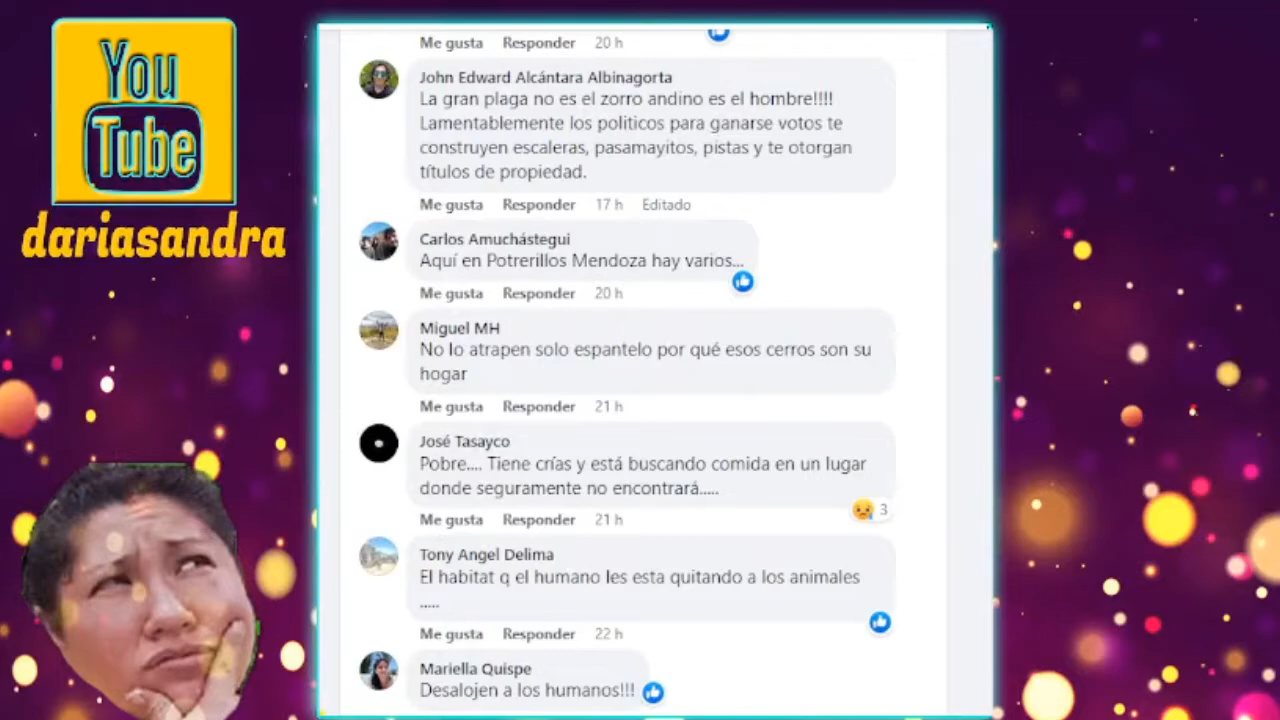 You
Tube
dariasandra
Me gusta Responder 20 h
John Edward Alcántara Albinagorta
La gran plaga no es el zorro andino es el hombre!!!!
Lamentablemente los politicos para ganarse votos te
construyen escaleras, pasamayitos, pistas y te otorgan
títulos de propiedad.
Me gusta Responder 17 h Editado
Carlos Amuchástegui
Aquí en Potrerillos Mendoza hay varios...
Me gusta Responder 20 h
Miguel MH
No lo atrapen solo espantelo por qué esos cerros son su
hogar
Me gusta Responder 21 h
José Tasayco
Pobre.... Tiene crías y está buscando comida en un lugar
donde seguramente no encontrará.....
3
Me gusta Responder 21 h
Tony Angel Delima
El habitat q el humano les esta quitando a los animales
.....
Me gusta Responder 22 h
Mariella Quispe
Desalojen a los humanos!!!